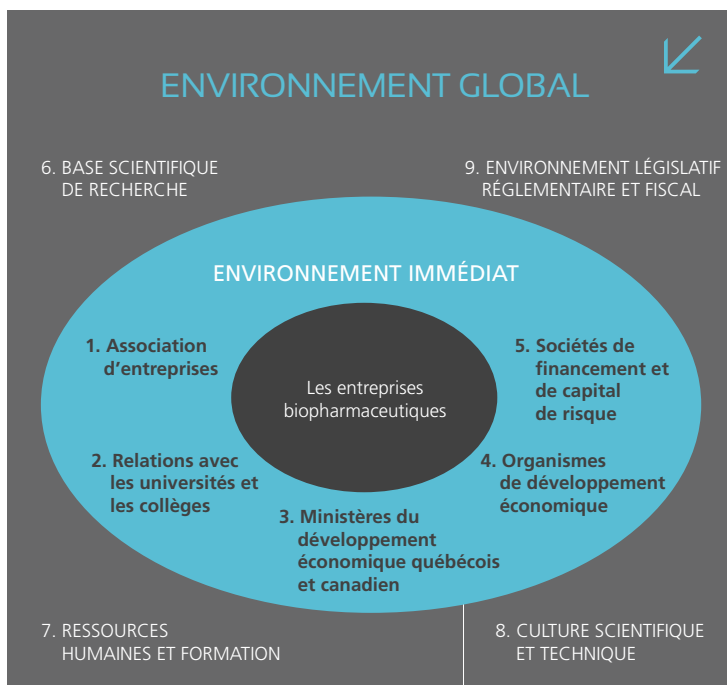 ENVIRONNEMENT GLOBAL
6. BASE SCIENTIFIQUE
DE RECHERCHE
9. ENVIRONNEMENT LÉGISLATIF
RÉGLEMENTAIRE ET FISCAL
ENVIRONNEMENT IMMÉDIAT
1. Association
d’entreprises
Les entreprises
biopharmaceutiques
5. Sociétés de
financement et
de capital
de risque
2. Relations avec
les universités et
les collèges
4. Organismes
de développement
économique
3. Ministères du
développement
économique québécois
et canadien
7. RESSOURCES
HUMAINES ET FORMATION
8. CULTURE SCIENTIFIQUE
ET TECHNIQUE